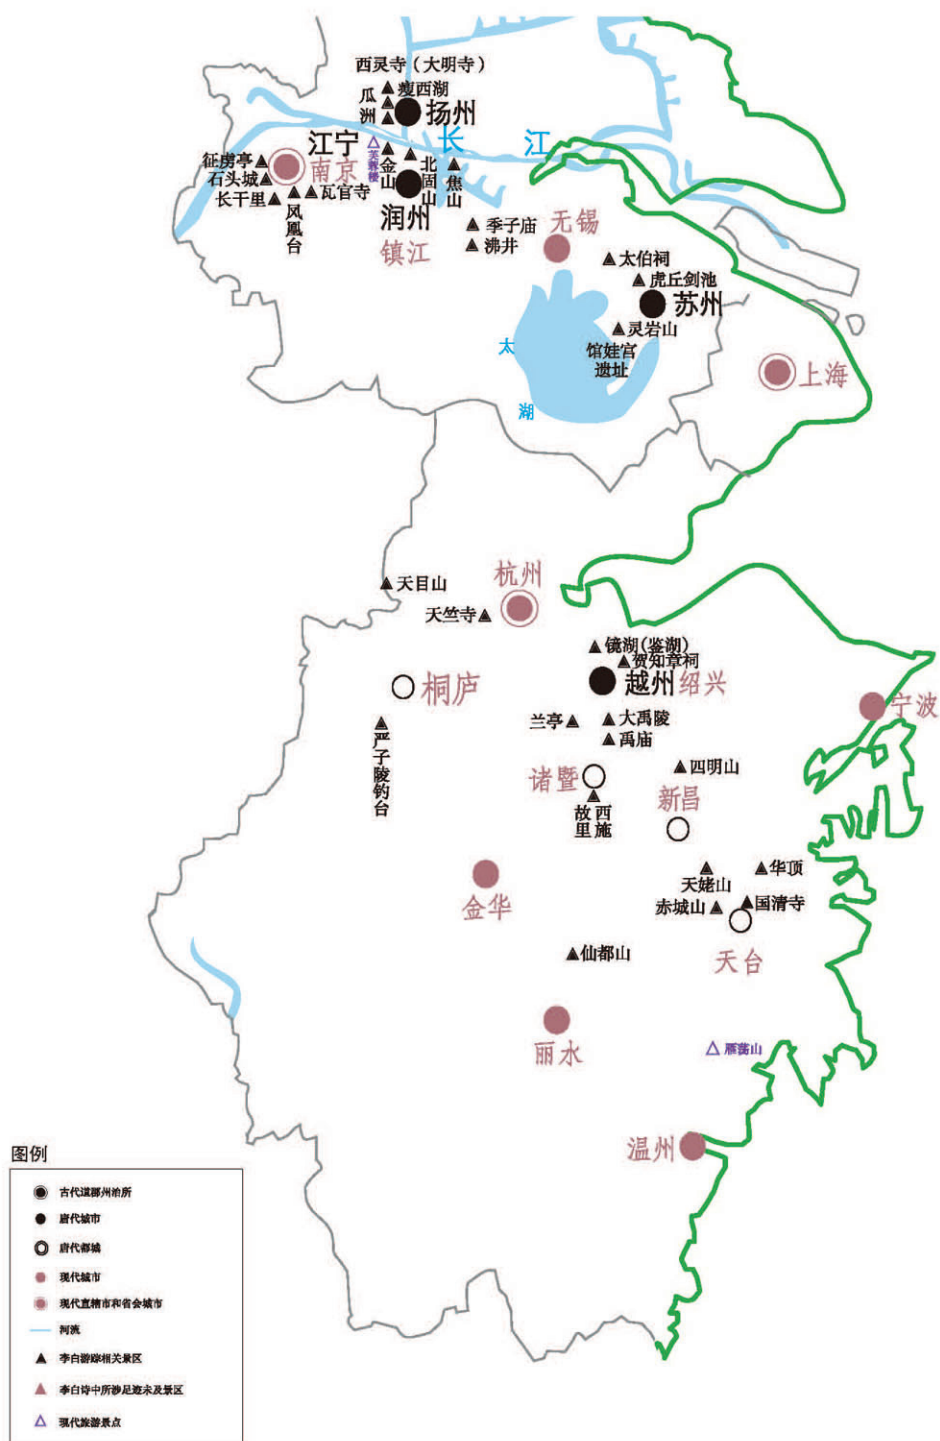 西灵寺（大明寺）
瘦西湖
瓜洲
扬州
长江
江宁
南京
征虏亭
石头城
长干里
凤凰台
瓦官寺
芙蓉楼
金山
北固山
焦山
润州
镇江
季子庙
沸井
无锡
太伯祠
虎丘剑池
苏州
灵岩山
馆娃宫
遗址
太湖
上海
天目山
杭州
天竺寺
镜湖(鉴湖)
贺知章祠
越州
绍兴
桐庐
严子陵钓台
兰亭
大禹陵
禹庙
宁波
诸暨
四明山
西施故里
新昌
金华
天姥山
华顶
赤城山
国清寺
天台
仙都山
丽水
雁荡山
温州
图例
古代道郡州治所
唐代城市
唐代都城
现代城市
现代直辖市和省会城市
河流
李白游踪相关景区
李白诗中所涉足迹未及景区
现代旅游景点